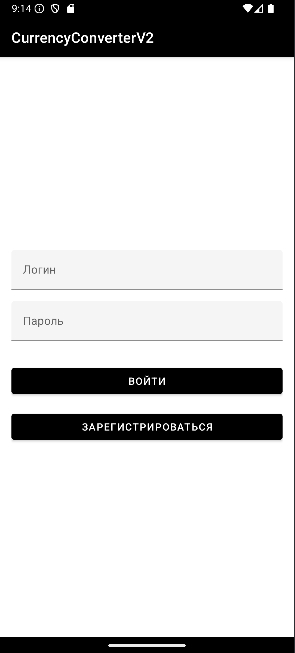 9:14
CurrencyConverterV2
Логин
Пароль
ВОЙТИ
ЗАРЕГИСТРИРОВАТЬСЯ